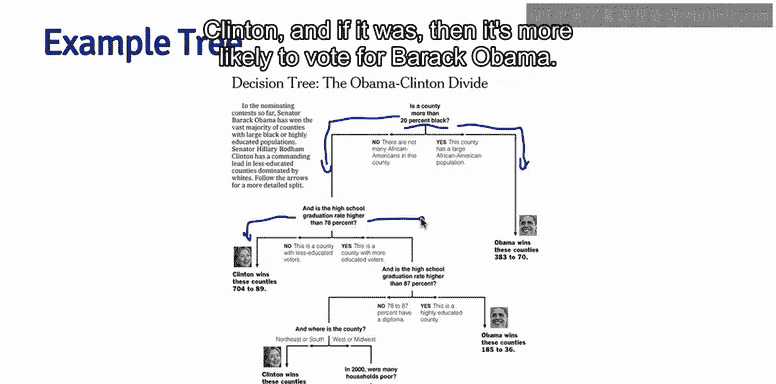 Clinton, and if it was, then it's more
likely to vote for Barack Obama.
Example Tree
Decision Tree: The Obama-Clinton Divide
In the nominating
contests so far, Senator
Barack Obama has won the
vast majority of counties
with large black or highly
educated populations.
Senator Hillary Rodham
Clinton has a commanding
lead in less-educated
counties dominated by
whites. Follow the arrows
for a more detailed split.
Is a county
more than
20 percent black?
NO There are not
many African-
Americans in this
county.
YES This county
has a large
African-American
population.
And is the high school
graduation rate higher
than 78 percent?
Obama wins
these counties
383 to 70.
NO This is a county
with less-educated
voters.
YES This is a
county with more
educated voters.
Clinton wins
these counties
704 to 89.
And is the high school
graduation rate higher
than 87 percent?
NO 78 to 87
percent have
a diploma.
YES This is a
highly educated
county.
Obama wins
these counties
185 to 36.
And where is the county?
Northeast or South
West or Midwest
Clinton wins
these counties
In 2000, were many
households poor?